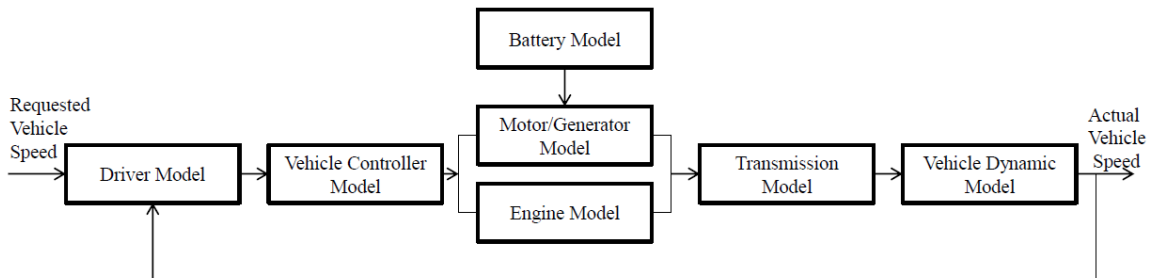 Battery Model
Requested
Vehicle
Speed
Driver Model
Vehicle Controller
Model
Motor/Generator
Model
Engine Model
Transmission
Model
Vehicle Dynamic
Model
Actual
Vehicle
Speed